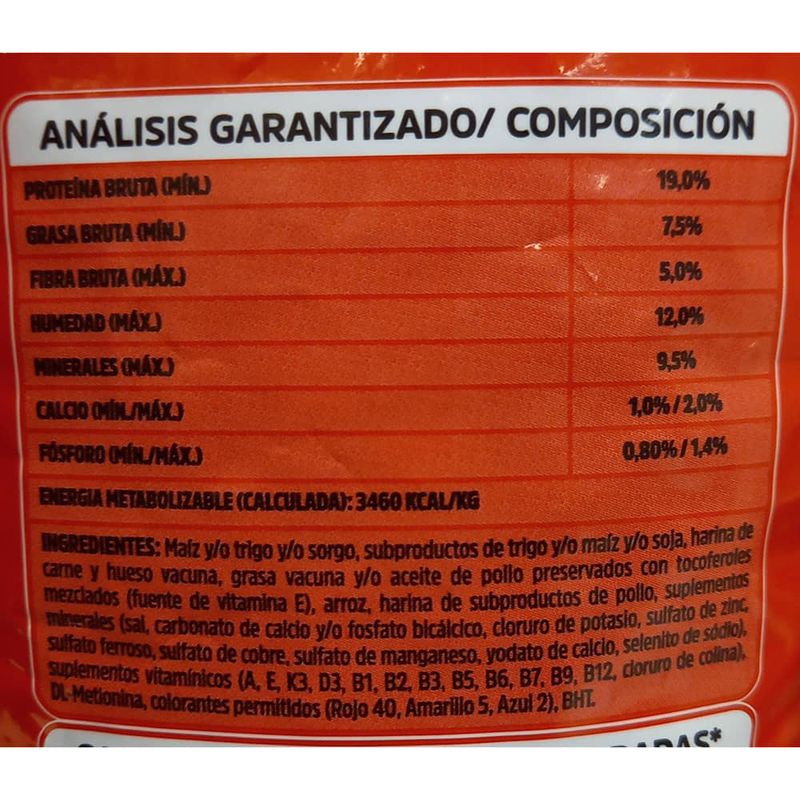 ANÁLISIS GARANTIZADO/ COMPOSICIÓN
PROTEÍNA BRUTA (MÍN.) 19,0%
GRASA BRUTA (MÍN.) 7,5%
FIBRA BRUTA (MÁX.) 5,0%
HUMEDAD (MÁX.) 12,0%
MINERALES (MÁX.) 9,5%
CALCIO (MÍN./MÁX.) 1,0% / 2,0%
FÓSFORO (MÍN./MÁX.) 0,80% / 1,4%
ENERGIA METABOLIZABLE (CALCULADA): 3460 KCAL/KG
INGREDIENTES: Maíz y/o trigo y/o sorgo, subproductos de trigo y/o maíz y/o soja, harina de
carne y hueso vacuna, grasa vacuna y/o aceite de pollo preservados con tocoferoles
mezclados (fuente de vitamina E), arroz, harina de subproductos de pollo, suplementos
minerales (sal, carbonato de calcio y/o fosfato bicálcico, cloruro de potasio, sulfato de zinc,
sulfato ferroso, sulfato de cobre, sulfato de manganeso, yodato de calcio, selenito de sódio),
suplementos vitamínicos (A, E, K3, D3, B1, B2, B3, B5, B6, B7, B9, B12, cloruro de colina),
DL-Metionina, colorantes permitidos (Rojo 40, Amarillo 5, Azul 2), BHT.